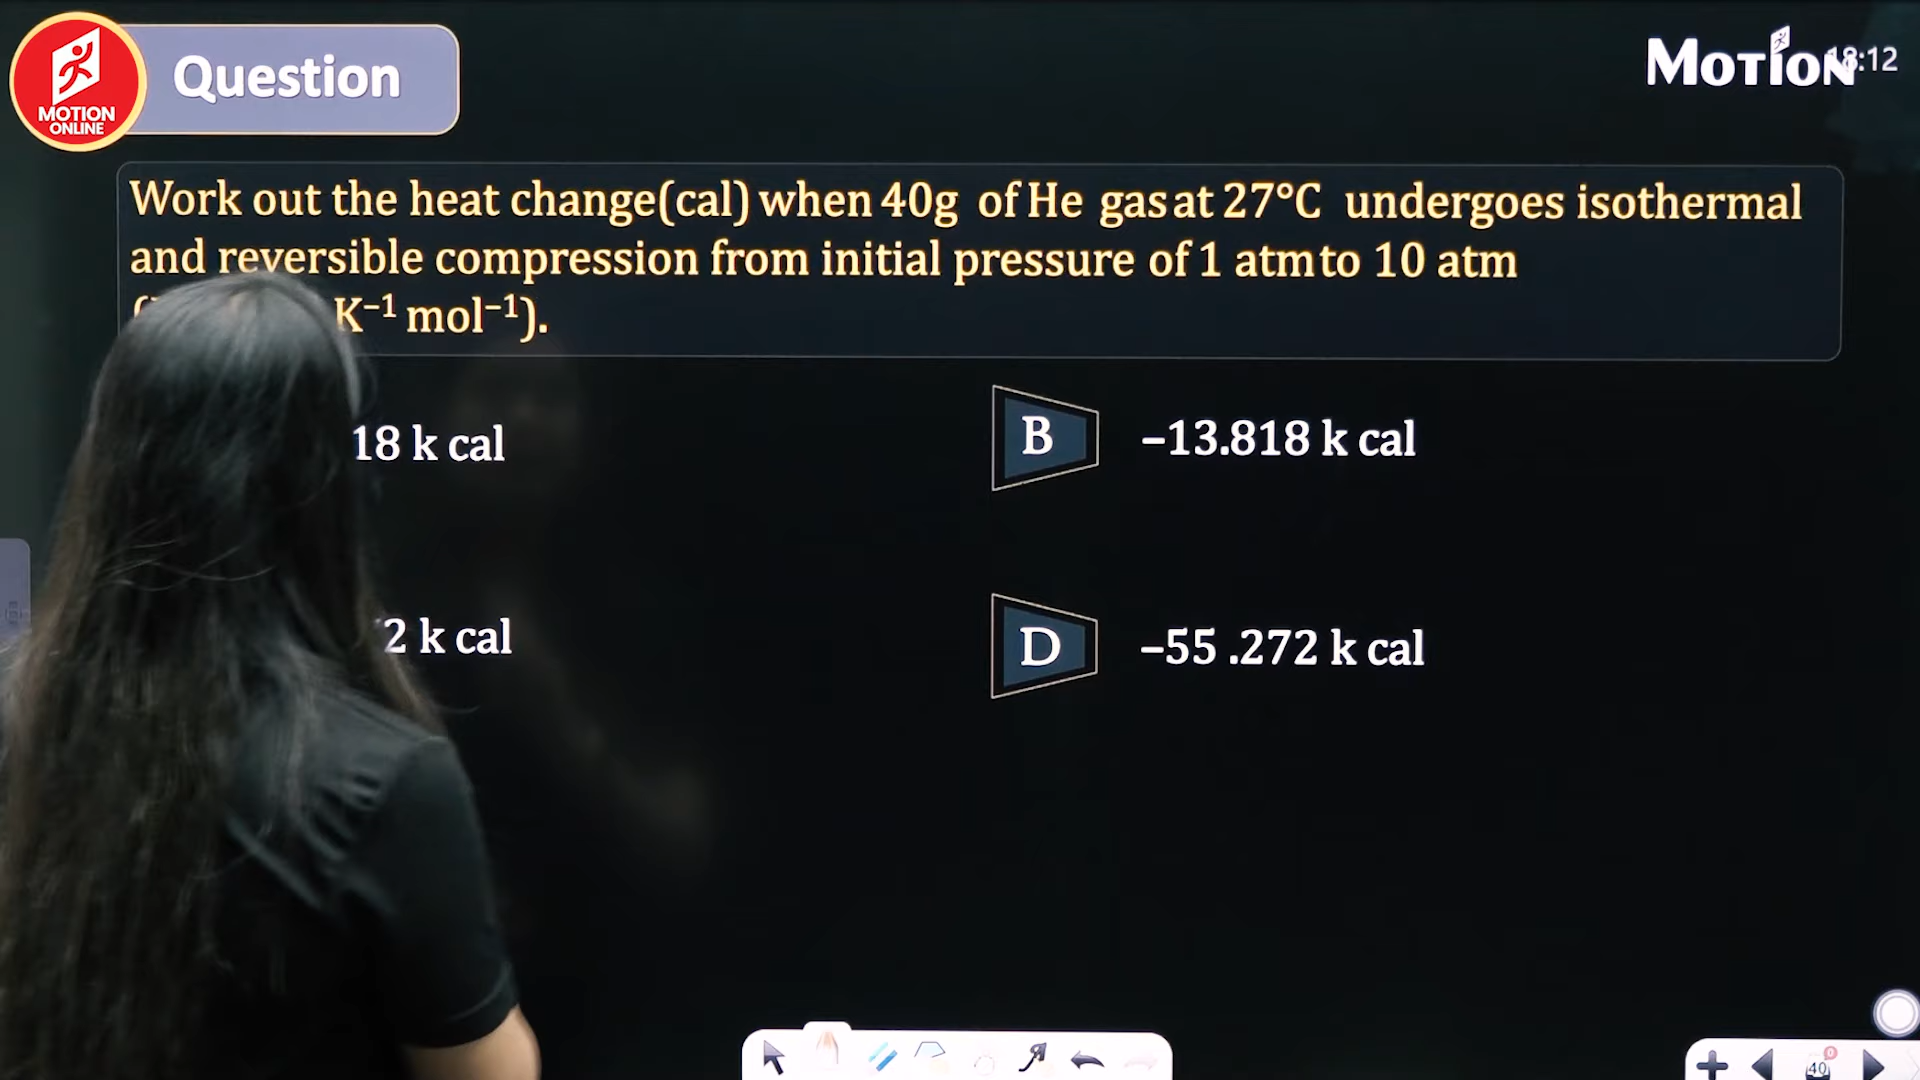 MOTION
ONLINE
Question
MOTION
18:12
Work out the heat change(cal) when 40g of He gas at 27°C undergoes isothermal
and reversible compression from initial pressure of 1 atm to 10 atm
K⁻¹ mol⁻¹).
18 k cal
B –13.818 k cal
2 k cal
D –55 .272 k cal
40